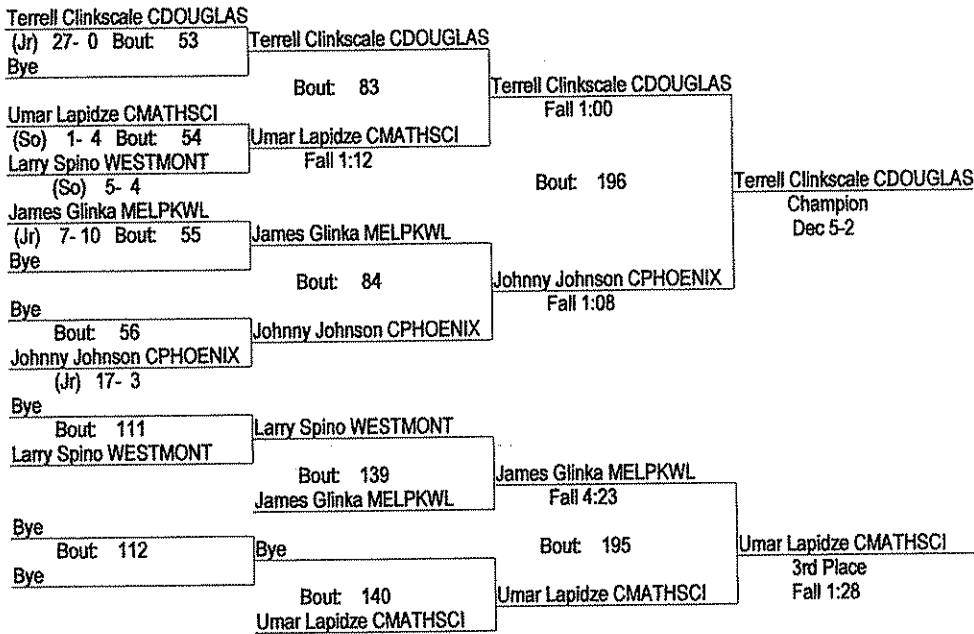 Terrell Clinkscale CDOUGLAS
(Jr) 27- 0 Bout: 53
Bye
Terrell Clinkscale CDOUGLAS
Bout: 83
Umar Lapidze CMATHSCI
(So) 1- 4 Bout: 54
Larry Spino WESTMONT
(So) 5- 4
Umar Lapidze CMATHSCI
Fall 1:12
Terrell Clinkscale CDOUGLAS
Fall 1:00
Bout: 196
James Glinka MELPKWL
(Jr) 7- 10 Bout: 55
Bye
James Glinka MELPKWL
Bout: 84
Bye
Bout: 56
Johnny Johnson CPHOENIX
(Jr) 17- 3
Johnny Johnson CPHOENIX
Johnny Johnson CPHOENIX
Fall 1:08
Terrell Clinkscale CDOUGLAS
Champion
Dec 5-2
Bye
Bout: 111
Larry Spino WESTMONT
Larry Spino WESTMONT
Bout: 139
James Glinka MELPKWL
James Glinka MELPKWL
Fall 4:23
Bout: 195
Bye
Bout: 112
Bye
Bye
Bout: 140
Umar Lapidze CMATHSCI
Umar Lapidze CMATHSCI
Umar Lapidze CMATHSCI
3rd Place
Fall 1:28